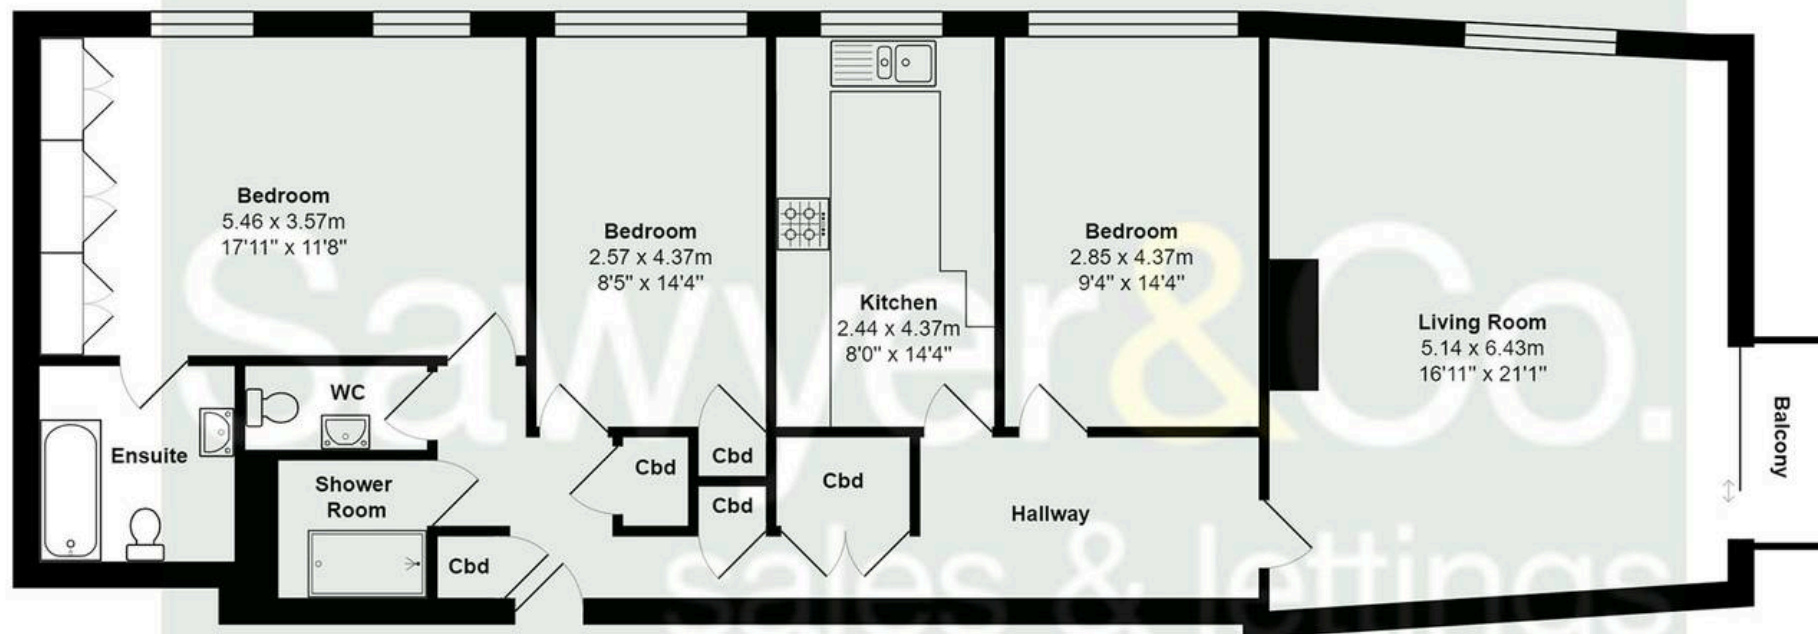 Bedroom
5.46 x 3.57m
17'11" x 11'8"
Bedroom
2.57 x 4.37m
8'5" x 14'4"
Kitchen
2.44 x 4.37m
8'0" x 14'4"
Bedroom
2.85 x 4.37m
9'4" x 14'4"
Living Room
5.14 x 6.43m
16'11" x 21'1"
Balcony
WC
Ensuite
Shower
Room
Cbd
Cbd
Cbd
Cbd
Cbd
Hallway
Sawyer&Co.
sales & lettings